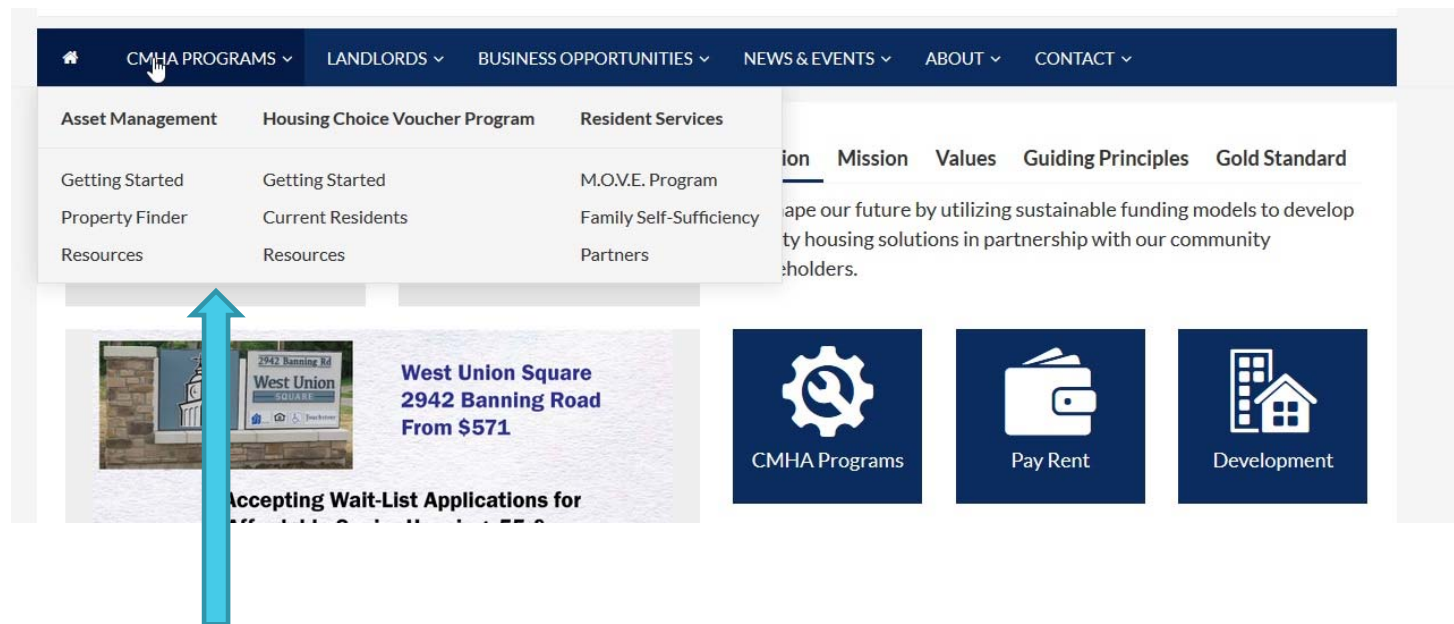 CMHA PROGRAMS LANDLORDS BUSINESS OPPORTUNITIES NEWS & EVENTS ABOUT CONTACT
Asset Management Housing Choice Voucher Program Resident Services
Getting Started Getting Started M.O.V.E. Program
Property Finder Current Residents Family Self-Sufficiency
Resources Resources Partners
Mission Values Guiding Principles Gold Standard
our future by utilizing sustainable funding models to develop
housing solutions in partnership with our community
2942 Banning Rd
West Union
SQUARE
West Union Square
2942 Banning Road
From $571
Accepting Wait-List Applications for
CMHA Programs
Pay Rent
Development